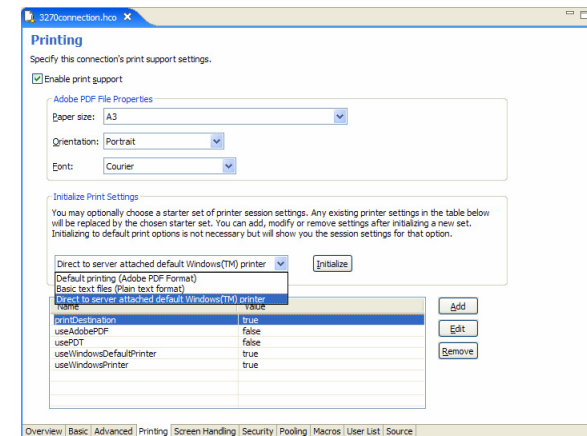 3270connection.hco
Printing
Specify this connection's print support settings.
Enable print support
Adobe PDF File Properties
Paper size: A3
Orientation: Portrait
Font: Courier
Initialize Print Settings
You may optionally choose a starter set of printer session settings. Any existing printer settings in the table below
will be replaced by the chosen starter set. You can add, modify or remove settings after initializing a new set.
Initializing to default print options is not necessary but will show you the session settings for that option.
Direct to server attached default Windows(TM) printer Initialize
Default printing (Adobe PDF Format)
Basic text files (Plain text format)
Direct to server attached default Windows(TM) printer
Name Value
printDestination true
useAdobePDF false
usePDT false
useWindowsDefaultPrinter true
useWindowsPrinter true
Add
Edit
Remove
Overview Basic Advanced Printing Screen Handling Security Pooling Macros User List Source